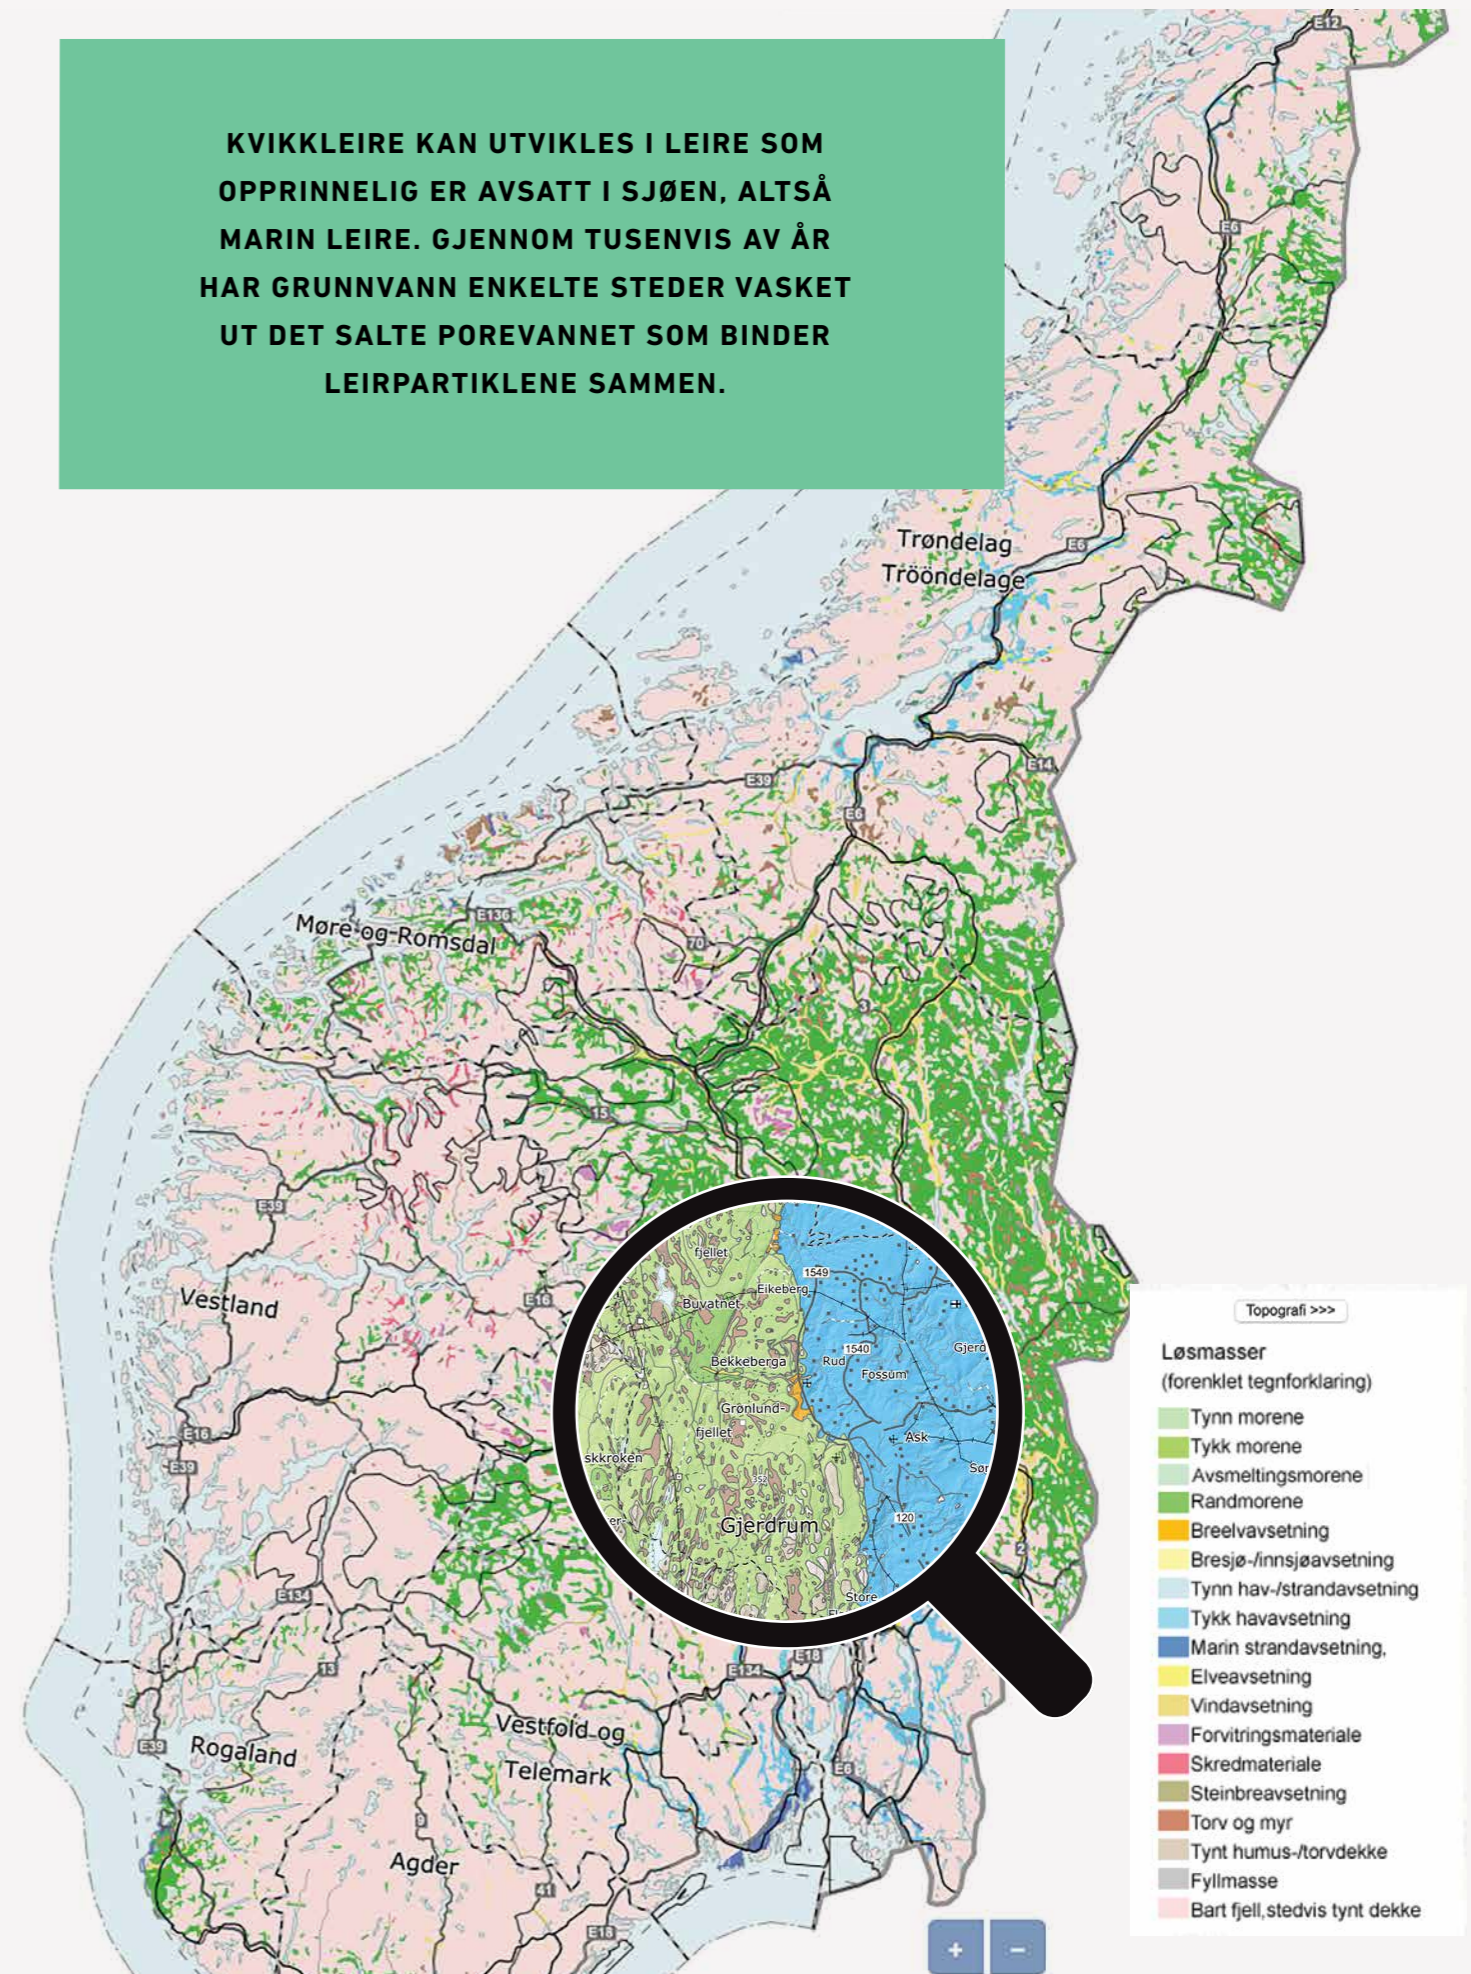 KVIKKLEIRE KAN UTVIKLES I LEIRE SOM
OPPRINNELIG ER AVSATT I SJØEN, ALTSÅ
MARIN LEIRE. GJENNOM TUSENVIS AV ÅR
HAR GRUNNVANN ENKELTE STEDER VASKET
UT DET SALTE POREVANNET SOM BINDER
LEIRPARTIKLENE SAMMEN.
E12
E6
Trøndelag
Tröödelage
E6
E14
E39
E6
Møre og Romsdal
E136
70
3
15
E39
Vestland
E16
fjellet
1549
Eikeberg
Buvatnet
1540
Gjerd
Bekkeberga
Rud
Fossum
Grønlund-
fjellet
Ask
skkroken
Sør
352
120
er-
Gjerdrum
Store
E16
E39
2
E134
13
E134
E18
Vestfold og
Telemark
E39
Rogaland
E6
9
Agder
41
E18
Topografi >>>
Løsmasser
(forenklet tegnforklaring)
Tynn morene
Tykk morene
Avsmeltingsmorene
Randmorene
Breelvavsetning
Bresjø-/innsjøavsetning
Tynn hav-/strandavsetning
Tykk havavsetning
Marin strandavsetning,
Elveavsetning
Vindavsetning
Forvitringsmateriale
Skredmateriale
Steinbreavsetning
Torv og myr
Tynt humus-/torvdekke
Fyllmasse
Bart fjell,stedvis tynt dekke
+
−